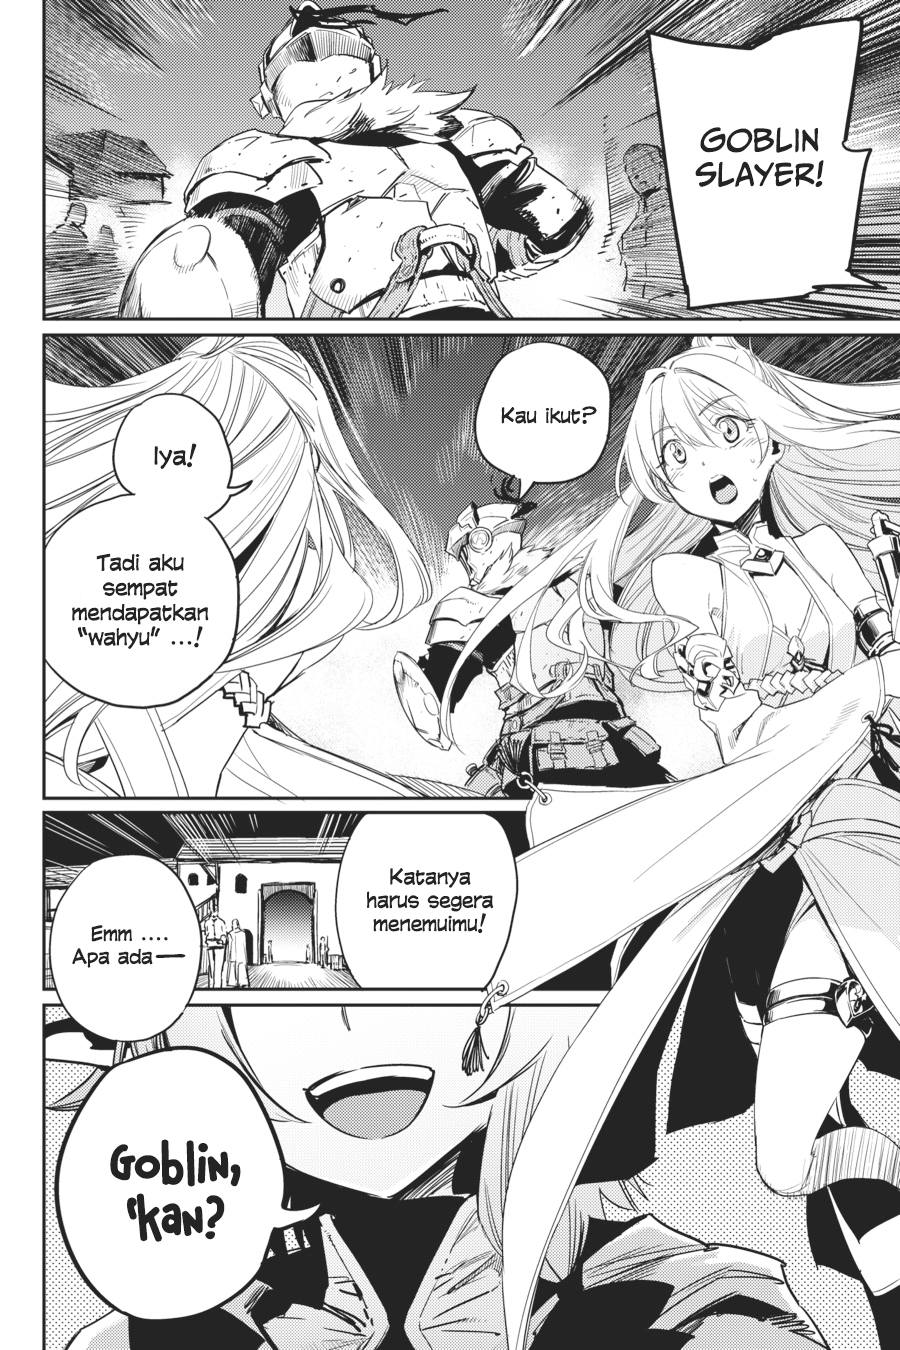 GOBLIN
SLAYER!
Kau ikut?
Iya!
Tadi aku
sempat
mendapatkan
“wahyu” ...!
Katanya
harus segera
menemuimu!
Emm ....
Apa ada—
Goblin,
‘kan?